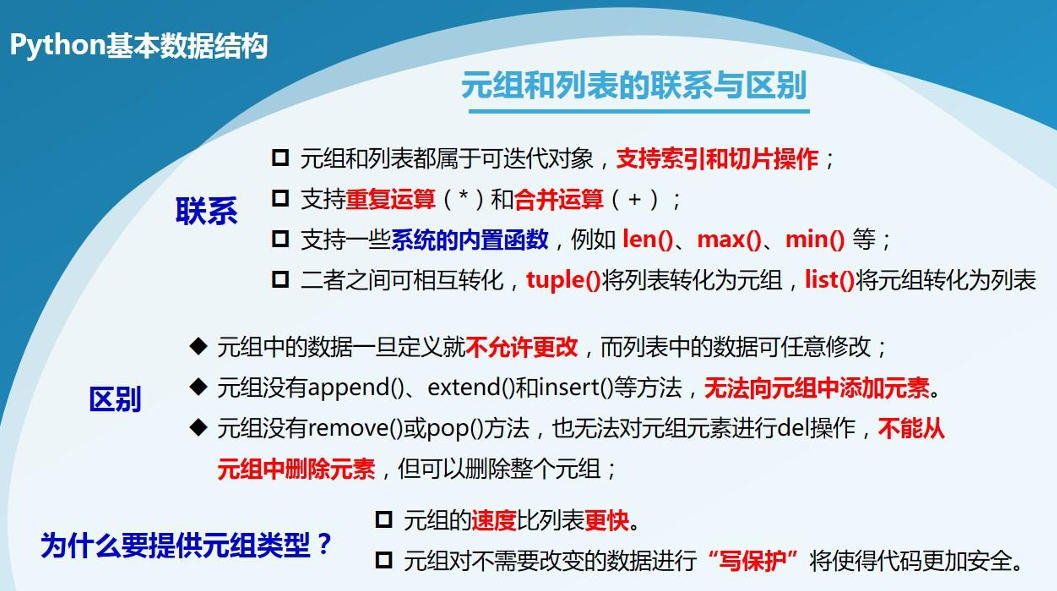 Python基本数据结构
元组和列表的联系与区别
联系
元组和列表都属于可迭代对象，支持索引和切片操作；
支持重复运算（*）和合并运算（+）；
支持一些系统的内置函数，例如 len()、max()、min() 等；
二者之间可相互转化，tuple()将列表转化为元组，list()将元组转化为列表
区别
元组中的数据一旦定义就不允许更改，而列表中的数据可任意修改；
元组没有append()、extend()和insert()等方法，无法向元组中添加元素。
元组没有remove()或pop()方法，也无法对元组元素进行del操作，不能从
元组中删除元素，但可以删除整个元组；
为什么要提供元组类型？
元组的速度比列表更快。
元组对不需要改变的数据进行“写保护”将使得代码更加安全。